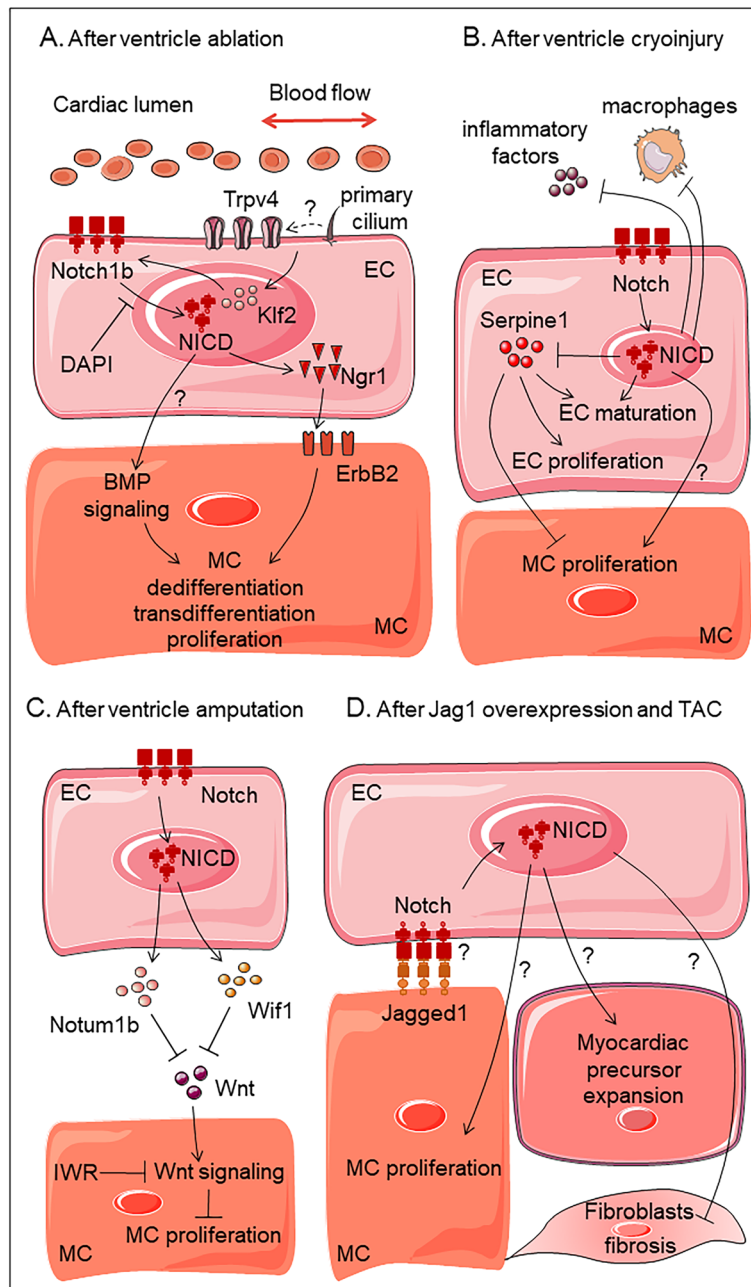 A. After ventricle ablation
Cardiac lumen
Blood flow
Trpv4
?
primary
cilium
EC
Notch1b
Klf2
NICD
DAPI
Ngr1
?
ErbB2
BMP
signaling
MC
dedifferentiation
transdifferentiation
proliferation
MC
B. After ventricle cryoinjury
macrophages
inflammatory
factors
EC
Notch
Serpine1
NICD
EC maturation
EC proliferation
?
MC proliferation
MC
C. After ventricle amputation
EC
Notch
NICD
Notum1b
Wif1
Wnt
IWR
Wnt signaling
MC proliferation
MC
D. After Jag1 overexpression and TAC
EC
NICD
Notch
?
?
?
?
Jagged1
Myocardiac
precursor
expansion
MC proliferation
Fibroblasts
fibrosis
MC